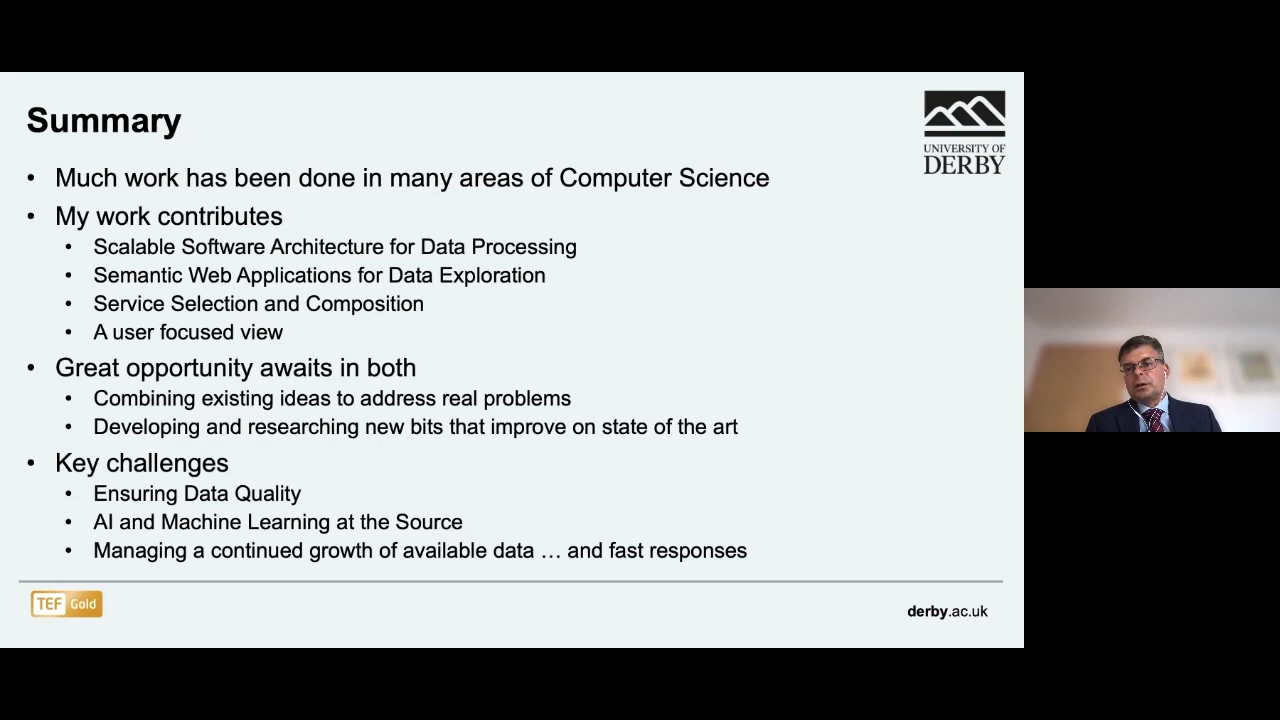 Summary
UNIVERSITY OF
DERBY
• Much work has been done in many areas of Computer Science
• My work contributes
• Scalable Software Architecture for Data Processing
• Semantic Web Applications for Data Exploration
• Service Selection and Composition
• A user focused view
• Great opportunity awaits in both
• Combining existing ideas to address real problems
• Developing and researching new bits that improve on state of the art
• Key challenges
• Ensuring Data Quality
• AI and Machine Learning at the Source
• Managing a continued growth of available data … and fast responses
TEF Gold
derby.ac.uk